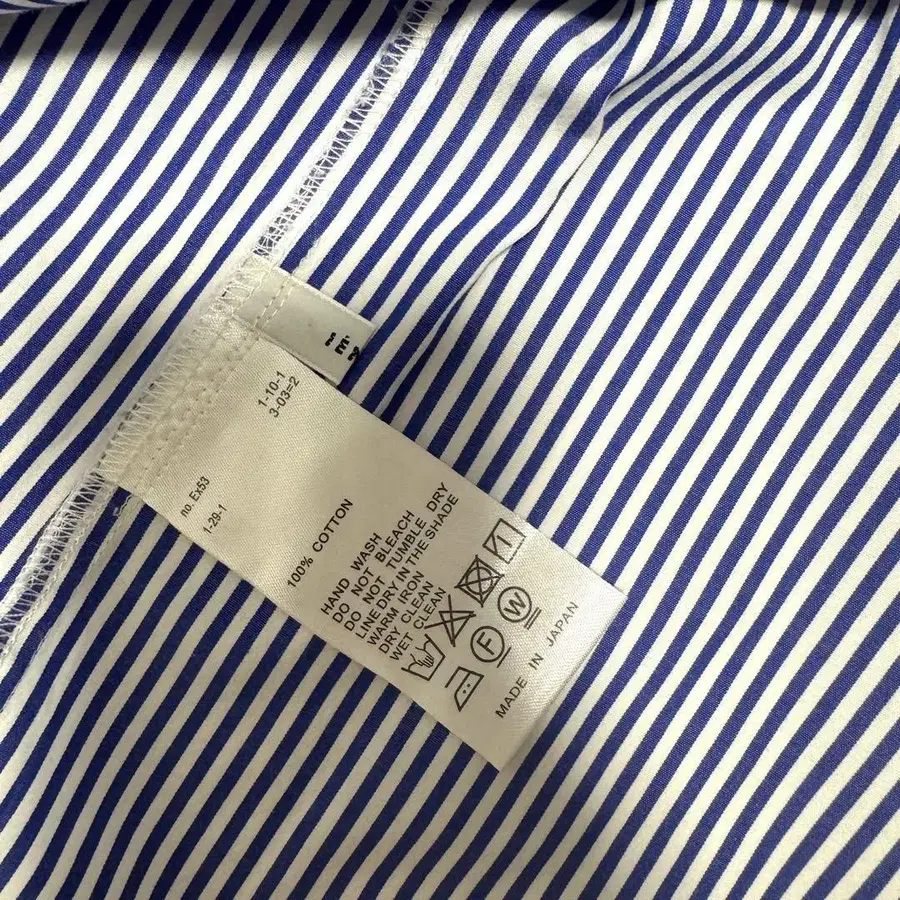 1-10-1
3-03=2
no. Ex53
1-29-1
100% COTTON
HAND WASH
DO NOT BLEACH
DO NOT TUMBLE DRY
LINE DRY IN THE SHADE
WARM IRON
DRY CLEAN
WET CLEAN
F W
MADE IN JAPAN